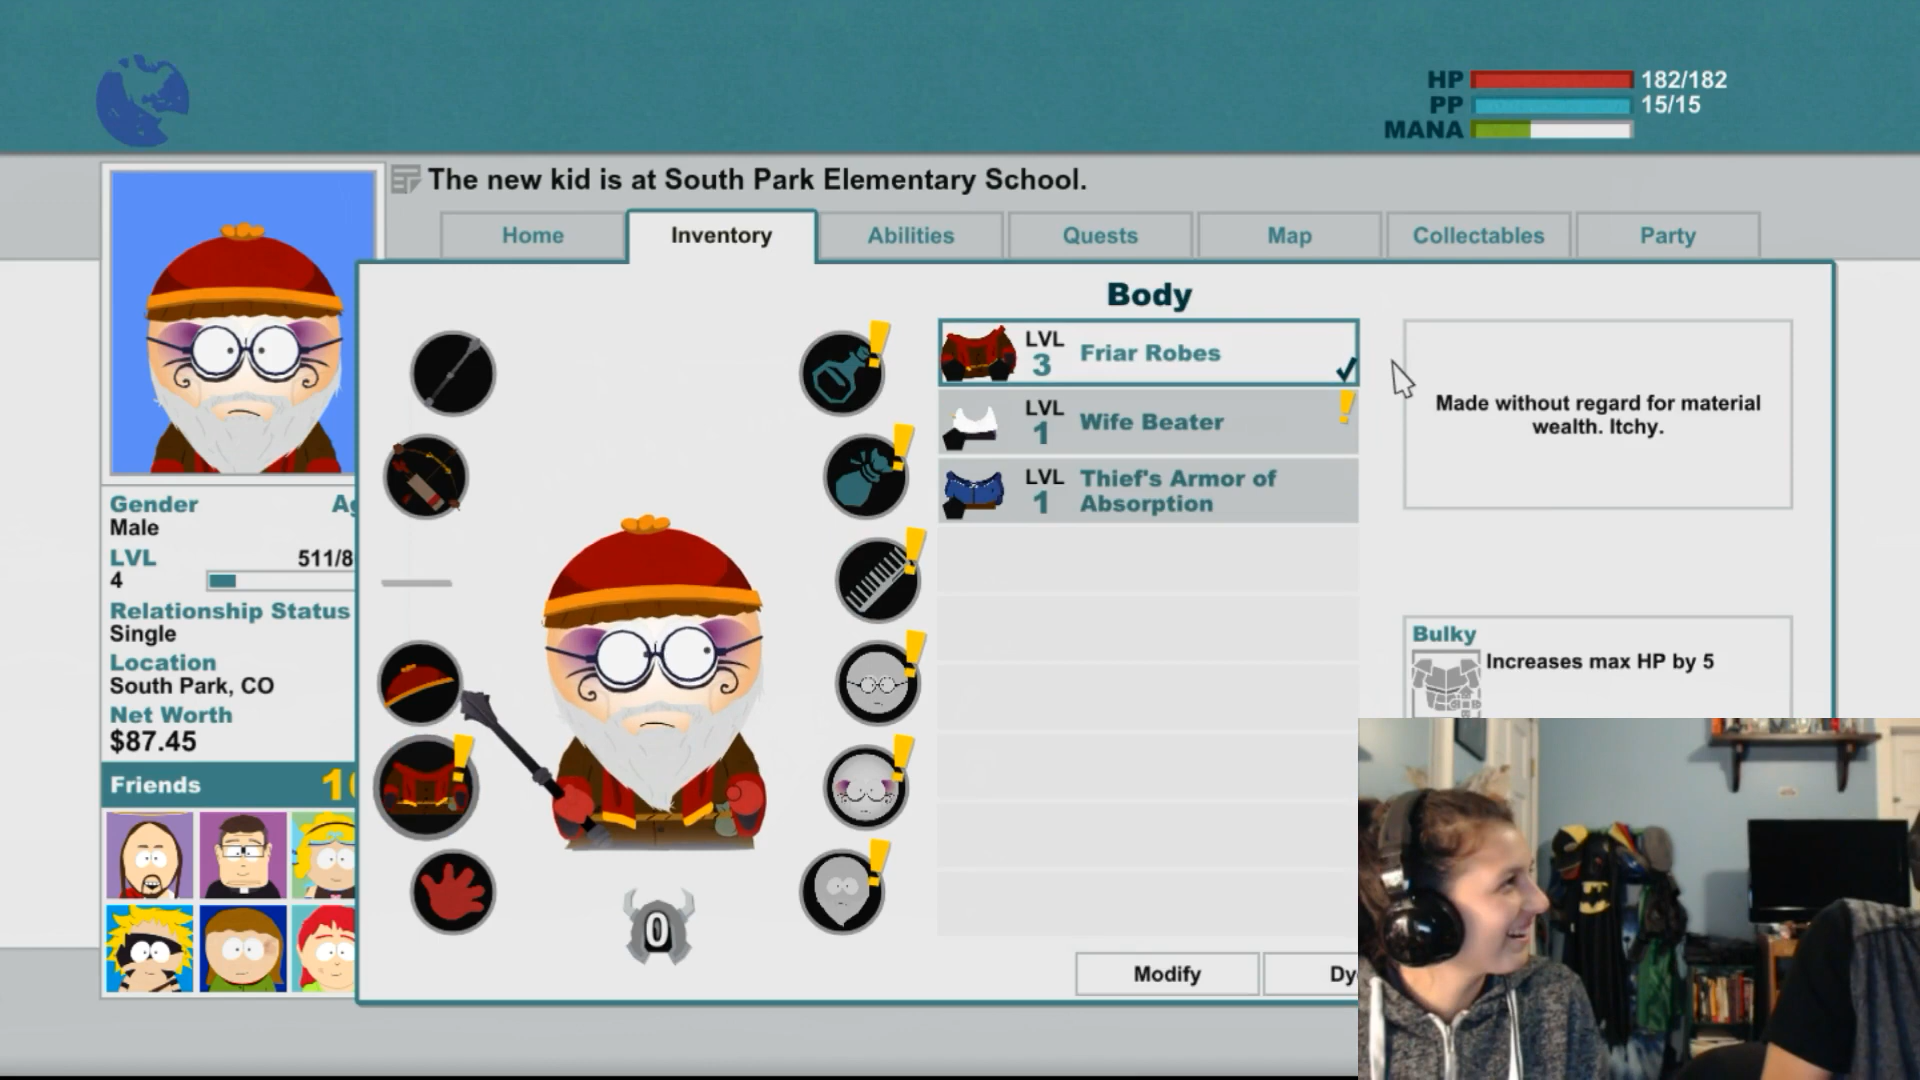 HP 182/182
PP 15/15
MANA
The new kid is at South Park Elementary School.
Home Inventory Abilities Quests Map Collectables Party
Body
LVL 3 Friar Robes
LVL 1 Wife Beater
LVL 1 Thief's Armor of
Absorption
Made without regard for material
wealth. Itchy.
Bulky
Increases max HP by 5
Gender
Male
LVL 511/8
4
Relationship Status
Single
Location
South Park, CO
Net Worth
$87.45
Friends
0
Modify